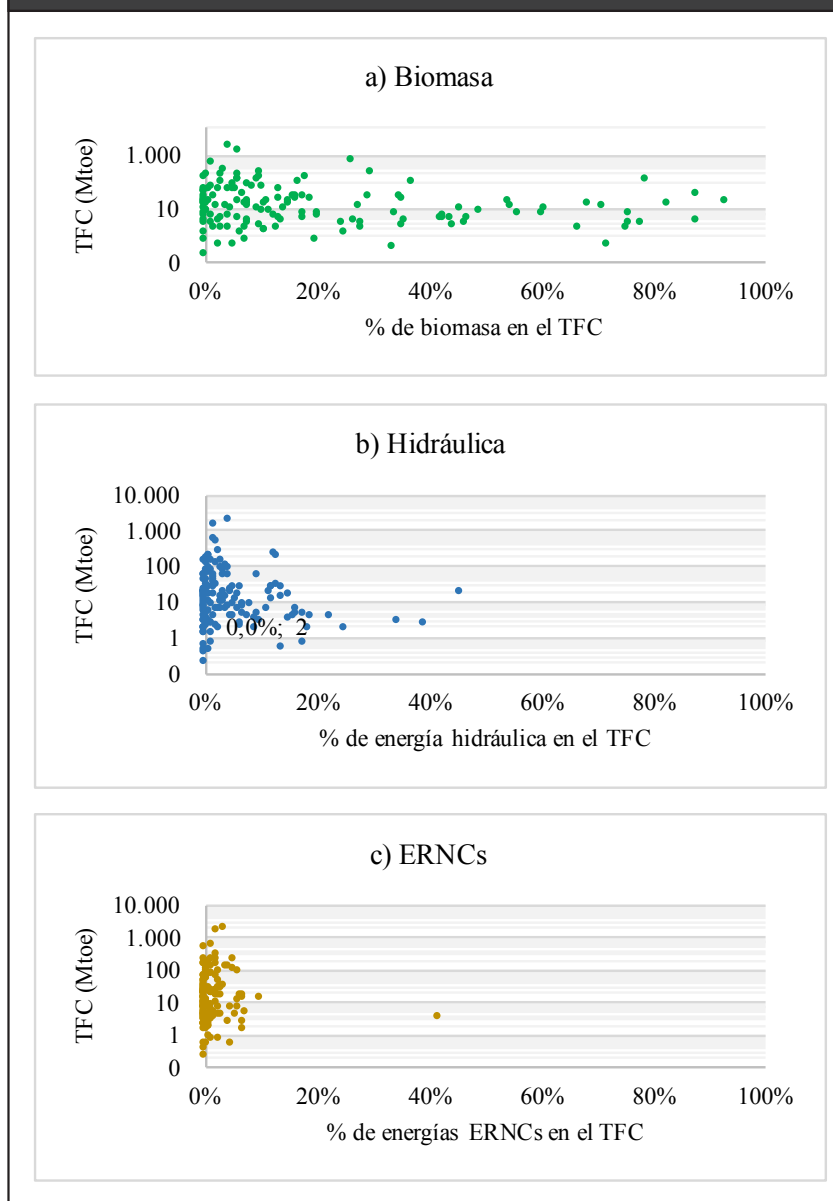 a) Biomasa
TFC (Mtoe)
1.000
10
0
0% 20% 40% 60% 80% 100%
% de biomasa en el TFC
b) Hidráulica
TFC (Mtoe)
10.000
1.000
100
10
1
0
0,0%; 2
0% 20% 40% 60% 80% 100%
% de energía hidráulica en el TFC
c) ERNCs
TFC (Mtoe)
10.000
1.000
100
10
1
0
0% 20% 40% 60% 80% 100%
% de energías ERNCs en el TFC